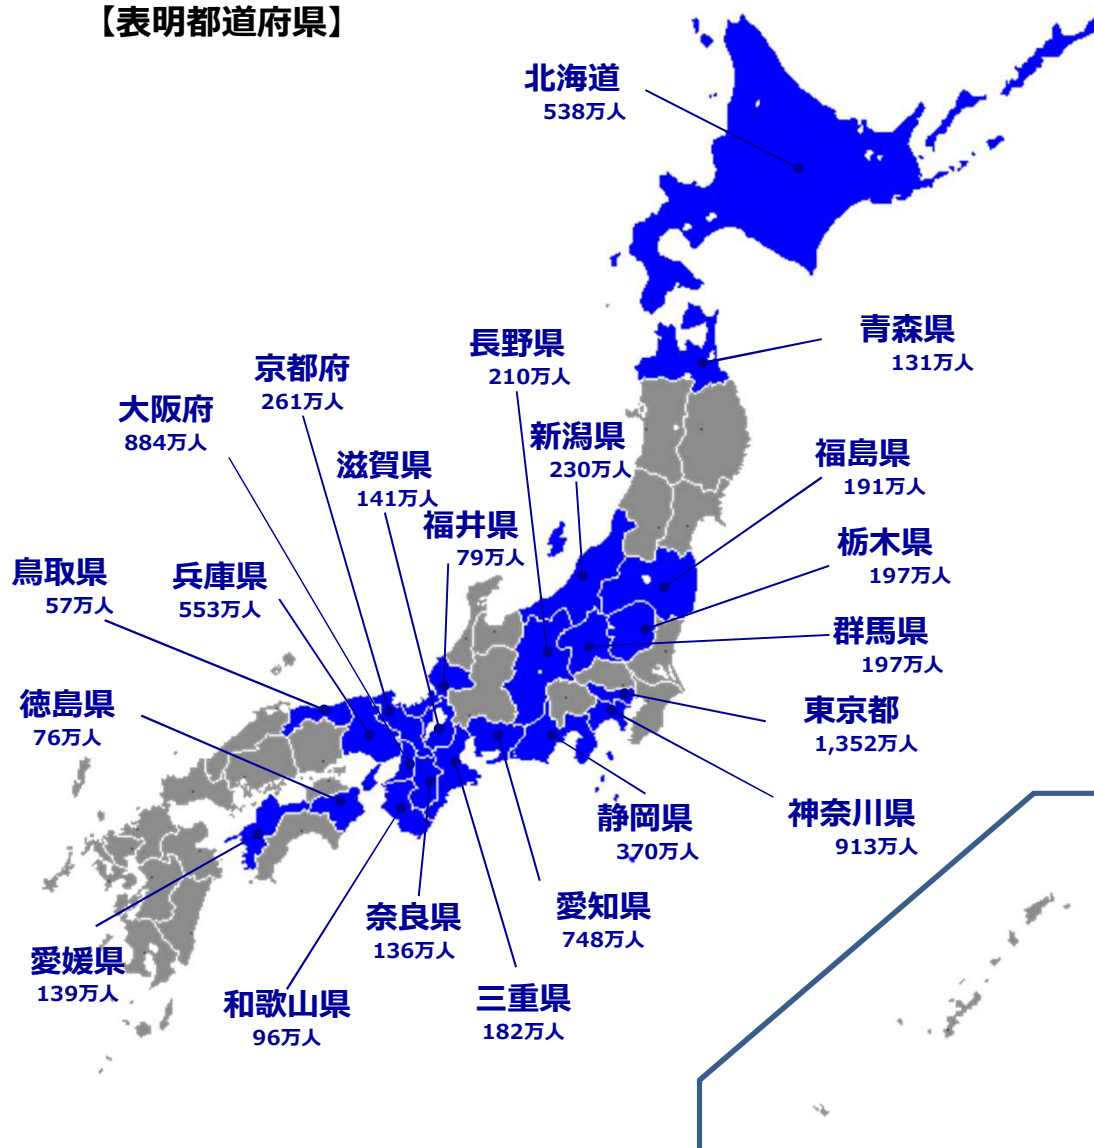 【表明都道府県】
北海道
538万人
青森県
131万人
長野県
210万人
京都府
261万人
大阪府
884万人
新潟県
230万人
福島県
191万人
滋賀県
141万人
福井県
79万人
栃木県
197万人
鳥取県
57万人
兵庫県
553万人
群馬県
197万人
徳島県
76万人
東京都
1,352万人
静岡県
370万人
神奈川県
913万人
愛知県
748万人
奈良県
136万人
愛媛県
139万人
和歌山県
96万人
三重県
182万人